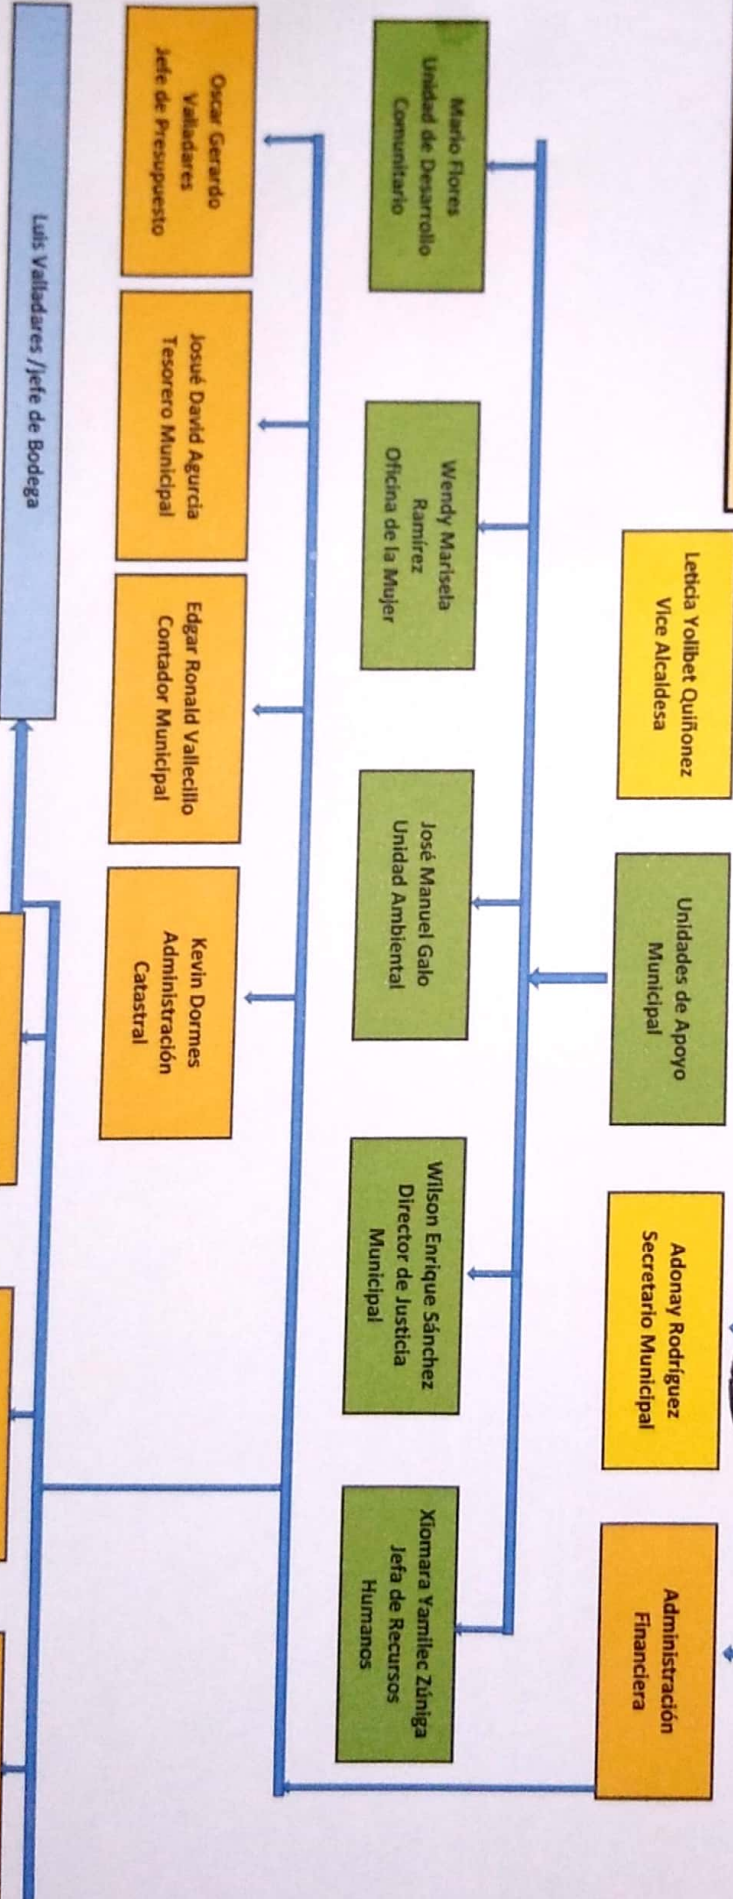 Leticia Yolibet Quiñonez
Vice Alcaldesa
Unidades de Apoyo
Municipal
Adonay Rodríguez
Secretario Municipal
Administración
Financiera
Mario Flores
Unidad de Desarrollo
Comunitario
Wendy Marisela
Ramírez
Oficina de la Mujer
José Manuel Galo
Unidad Ambiental
Wilson Enrique Sánchez
Director de Justicia
Municipal
Xiomara Yamilec Zúniga
Jefa de Recursos
Humanos
Oscar Gerardo
Valladares
Jefe de Presupuesto
Josué David Agurcia
Tesorero Municipal
Edgar Ronald Vallecillo
Contador Municipal
Kevin Dormes
Administración
Catastral
Luis Valladares /jefe de Bodega